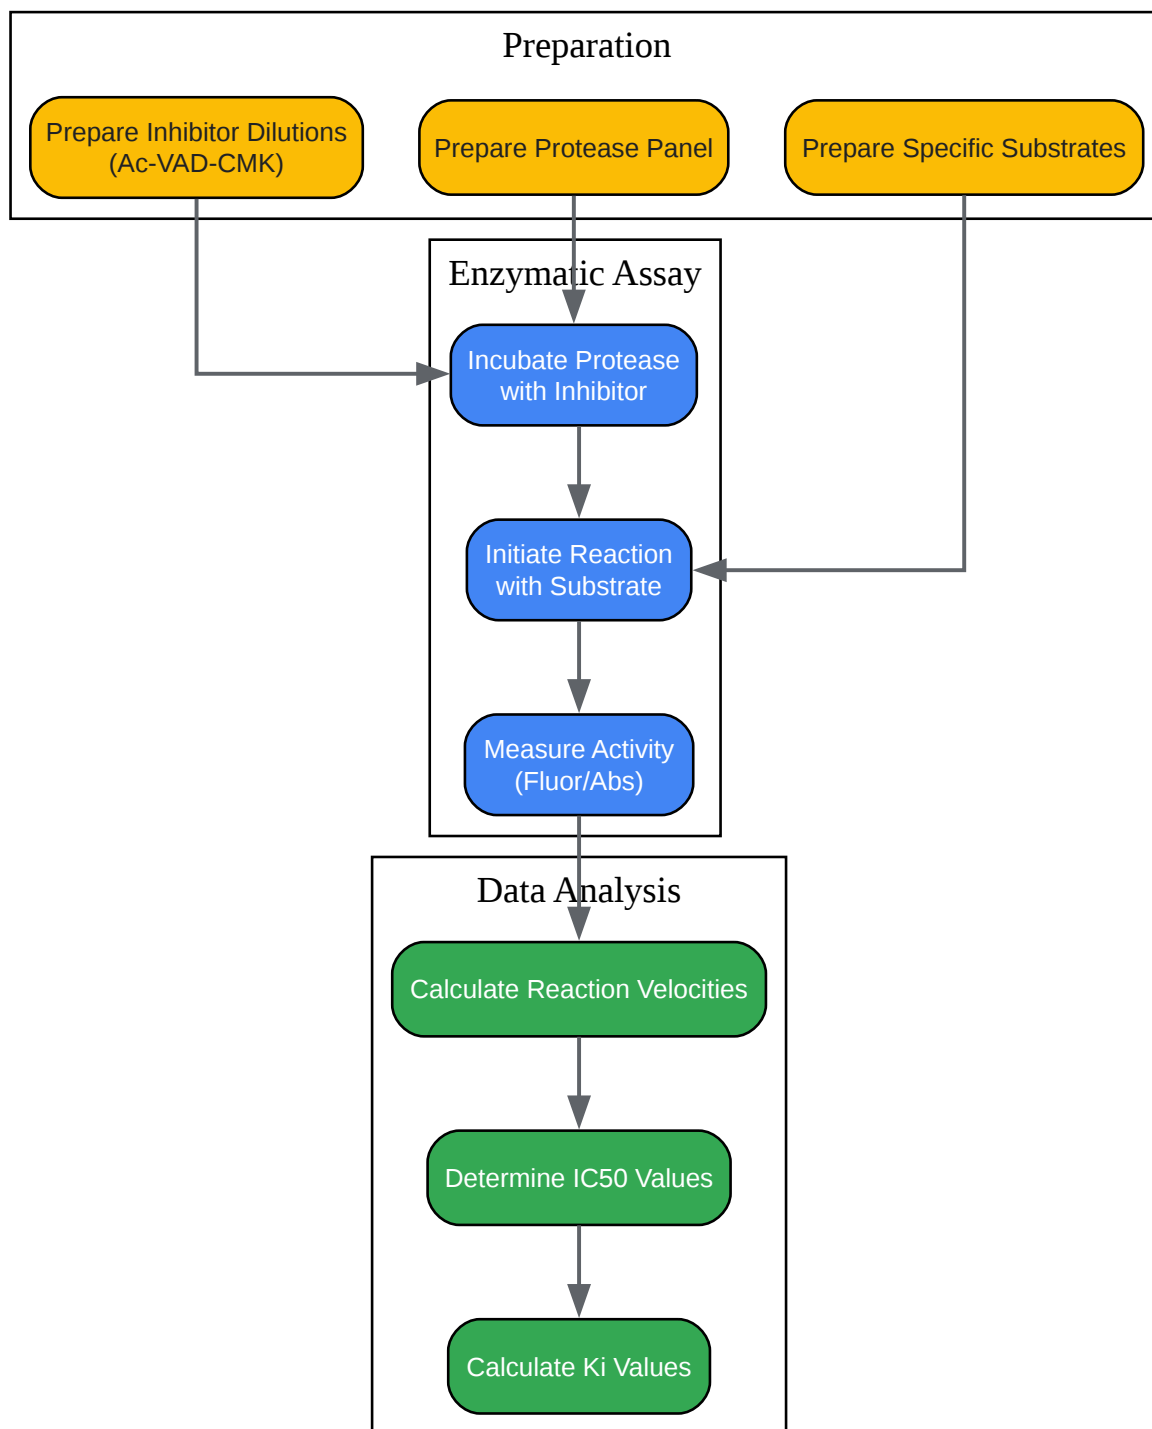 Preparation
Prepare Inhibitor Dilutions
(Ac-VAD-CMK)
Prepare Protease Panel
Prepare Specific Substrates
Enzymatic Assay
Incubate Protease
with Inhibitor
Initiate Reaction
with Substrate
Measure Activity
(Fluor/Abs)
Data Analysis
Calculate Reaction Velocities
Determine IC50 Values
Calculate Ki Values